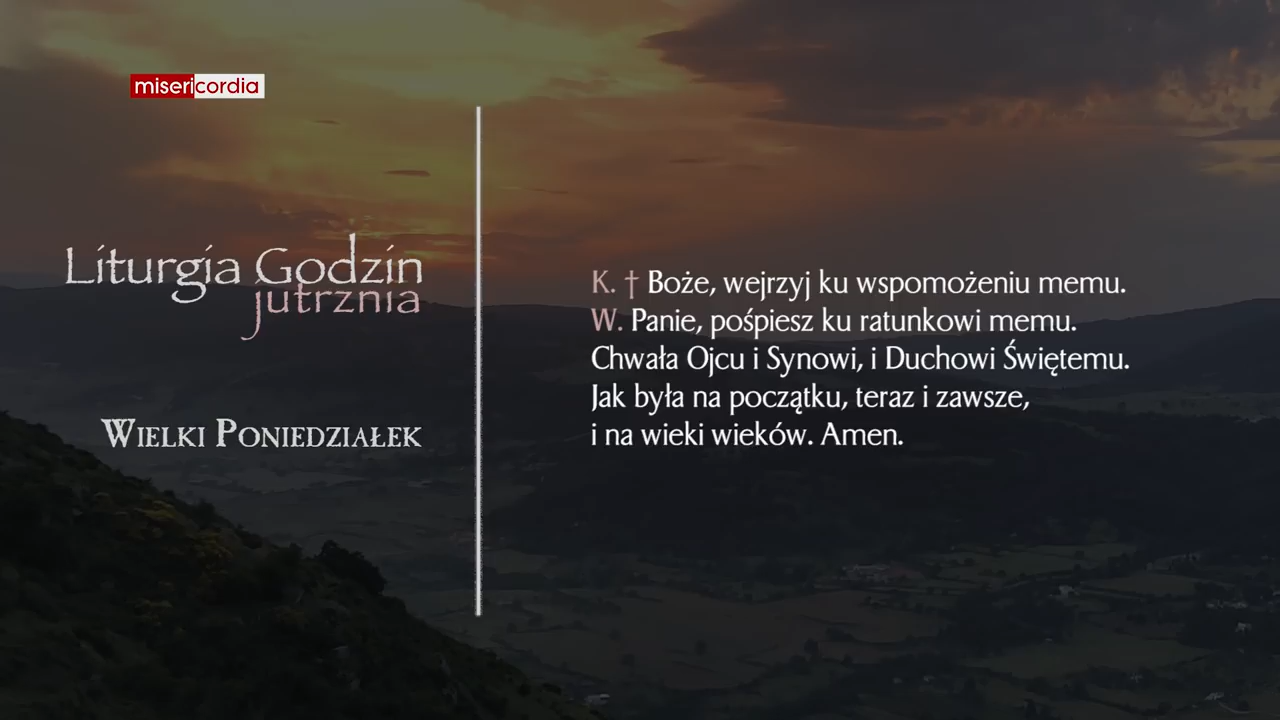 misericordia
Liturgia Godzin
jutrznia
Wielki Poniedziałek
K. † Boże, wejrzyj ku wspomożeniu memu.
W. Panie, pośpiesz ku ratunkowi memu.
Chwała Ojcu i Synowi, i Duchowi Świętemu.
Jak była na początku, teraz i zawsze,
i na wieki wieków. Amen.